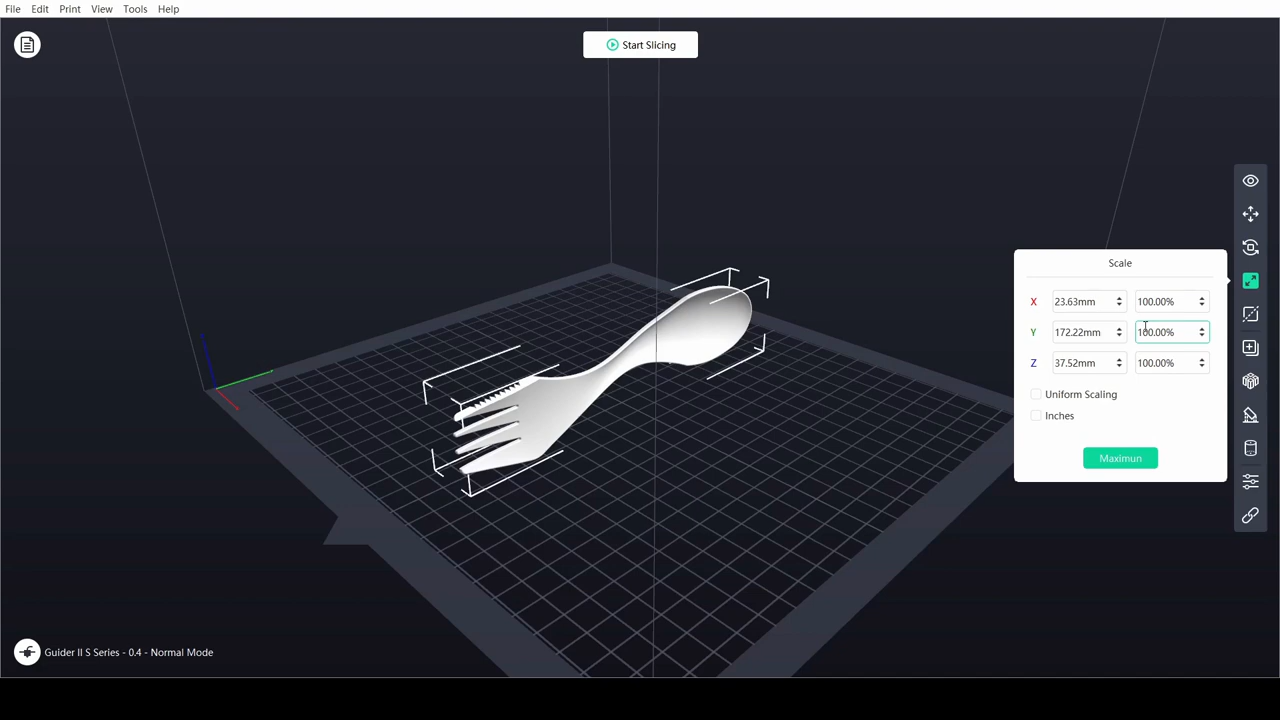 File Edit Print View Tools Help
Start Slicing
Scale
X 23.63mm 100.00%
Y 172.22mm 100.00%
Z 37.52mm 100.00%
Uniform Scaling
Inches
Maximun
Guider II S Series - 0.4 - Normal Mode